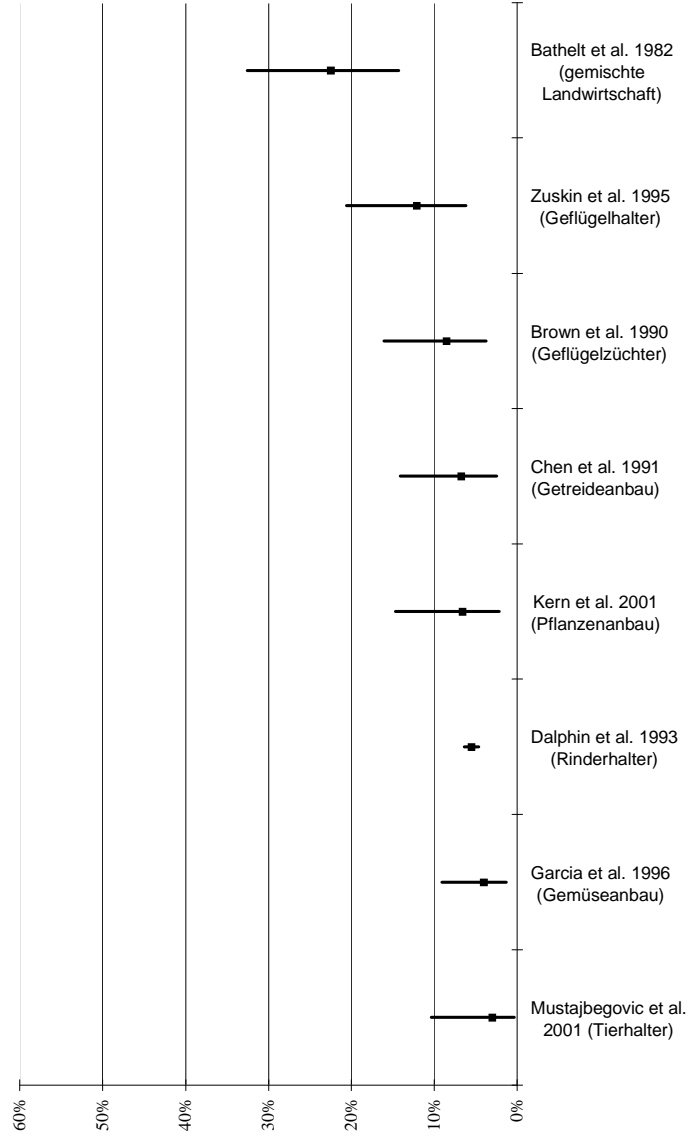 Bathelt et al. 1982
(gemischte
Landwirtschaft)
Zuskin et al. 1995
(Geflügelhalter)
Brown et al. 1990
(Geflügelzüchter)
Chen et al. 1991
(Getreideanbau)
Kern et al. 2001
(Pflanzenanbau)
Dalphin et al. 1993
(Rinderhalter)
Garcia et al. 1996
(Gemüseanbau)
Mustajbegovic et al.
2001 (Tierhalter)
60%
50%
40%
30%
20%
10%
0%